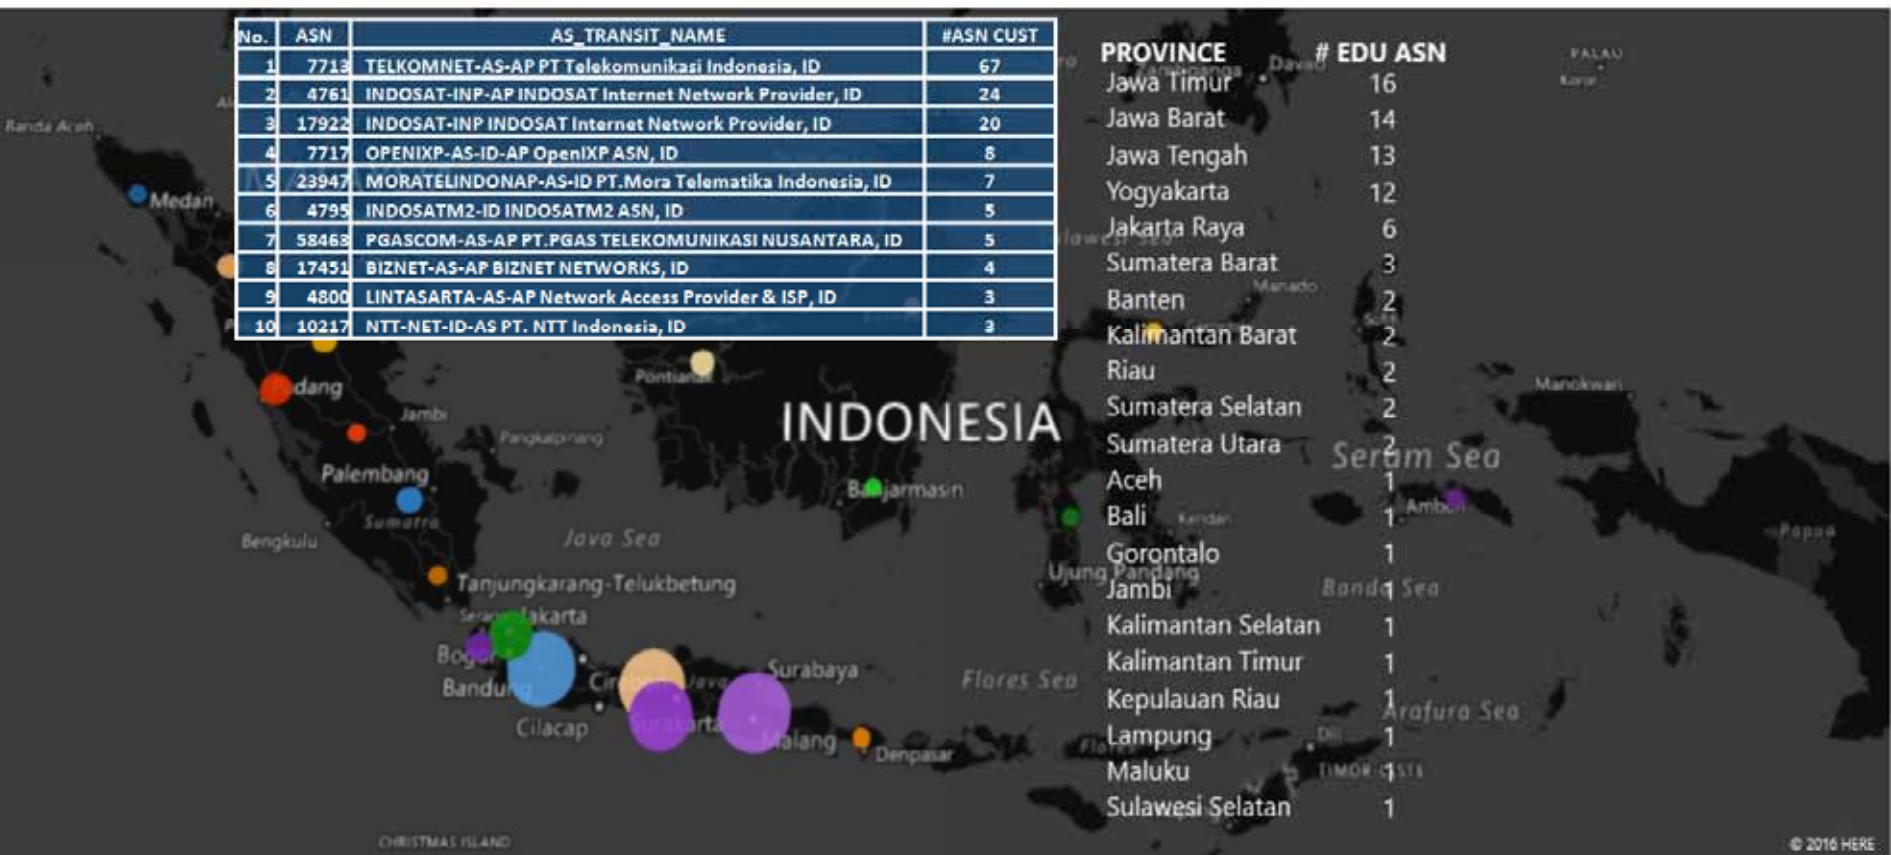 No. ASN AS_TRANSIT_NAME #ASN CUST
1 7713 TELKOMNET-AS-AP PT Telekomunikasi Indonesia, ID 67
2 4761 INDOSAT-INP-AP INDOSAT Internet Network Provider, ID 24
3 17922 INDOSAT-INP INDOSAT Internet Network Provider, ID 20
4 7717 OPENIXP-AS-ID-AP OpenIXP ASN, ID 8
5 23947 MORATELINDONAP-AS-ID PT.Mora Telematika Indonesia, ID 7
6 4795 INDOSATM2-ID INDOSATM2 ASN, ID 5
7 58463 PGASCOM-AS-AP PT.PGAS TELEKOMUNIKASI NUSANTARA, ID 5
8 17451 BIZNET-AS-AP BIZNET NETWORKS, ID 4
9 4800 LINTASARTA-AS-AP Network Access Provider & ISP, ID 3
10 10217 NTT-NET-ID-AS PT. NTT Indonesia, ID 3
PROVINCE # EDU ASN
Jawa Timur 16
Jawa Barat 14
Jawa Tengah 13
Yogyakarta 12
Jakarta Raya 6
Sumatera Barat 3
Banten 2
Kalimantan Barat 2
Riau 2
Sumatera Selatan 2
Sumatera Utara 2
Aceh 1
Bali 1
Gorontalo 1
Jambi 1
Kalimantan Selatan 1
Kalimantan Timur 1
Kepulauan Riau 1
Lampung 1
Maluku 1
Sulawesi Selatan 1
PALAU
Koror
Banda Aceh
Medan
Manado
Padang
Jambi
Pontianak
Pangkalpinang
INDONESIA
Manokwari
Palembang
Sumatra
Bengkulu
Banjarmasin
Seram Sea
Ambon
Kendari
Papua
Java Sea
Ujung Pandang
Banda Sea
Tanjungkarang-Telukbetung
Jakarta
Bogor
Bandung
Java
Surabaya
Cilacap
Surakarta
Malang
Denpasar
Flores Sea
Flores
Arafura Sea
Dili
TIMOR-LESTE
CHRISTMAS ISLAND
© 2016 HERE